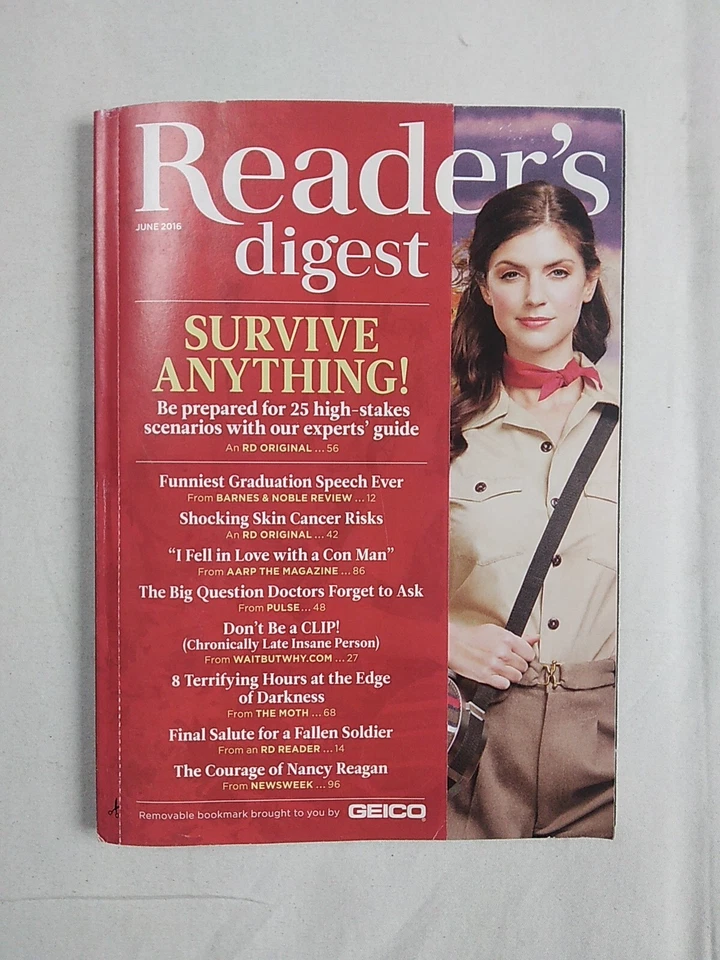 Reader's
JUNE 2016
digest
SURVIVE
ANYTHING!
Be prepared for 25 high-stakes
scenarios with our experts' guide
An RD ORIGINAL ... 56
Funniest Graduation Speech Ever
From BARNES & NOBLE REVIEW ... 12
Shocking Skin Cancer Risks
An RD ORIGINAL ... 42
“I Fell in Love with a Con Man”
From AARP THE MAGAZINE ... 86
The Big Question Doctors Forget to Ask
From PULSE ... 48
Don't Be a CLIP!
(Chronically Late Insane Person)
From WAITBUTWHY.COM ... 27
8 Terrifying Hours at the Edge
of Darkness
From THE MOTH ... 68
Final Salute for a Fallen Soldier
From an RD READER ... 14
The Courage of Nancy Reagan
From NEWSWEEK ... 96
Removable bookmark brought to you by GEICO